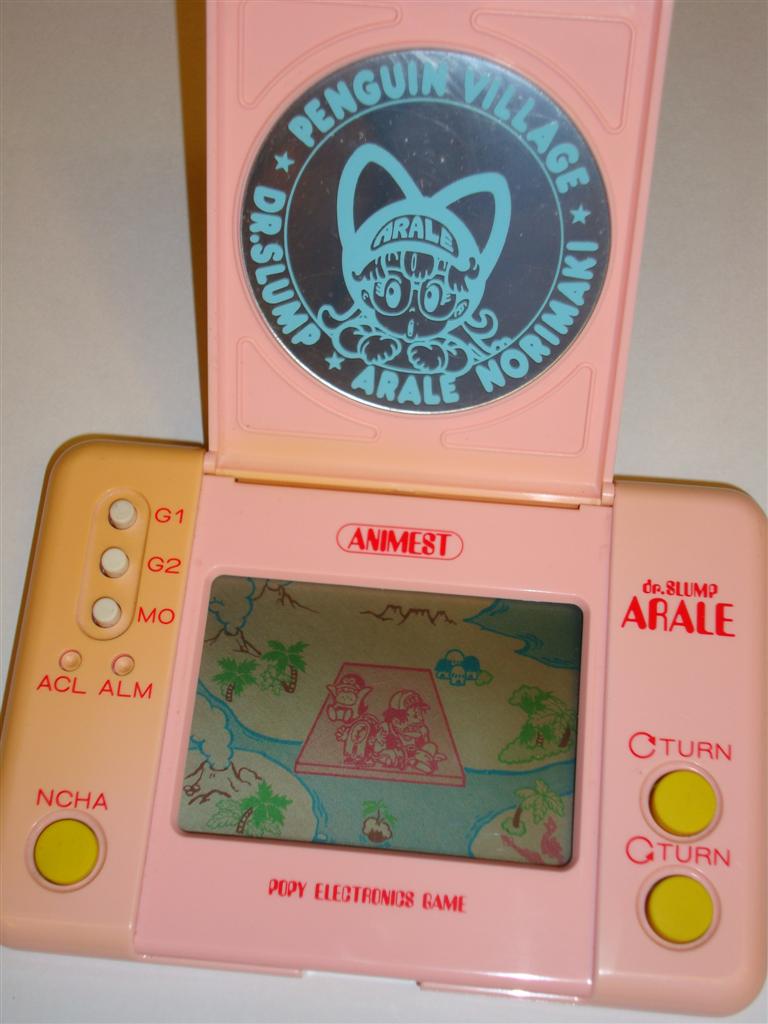 PENGUIN VILLAGE
DR.SLUMP
ARALE NORIMAKI
ARALE
ANIMEST
G1
G2
MO
ACL ALM
NCHA
dr.SLUMP
ARALE
TURN
TURN
POPY ELECTRONICS GAME